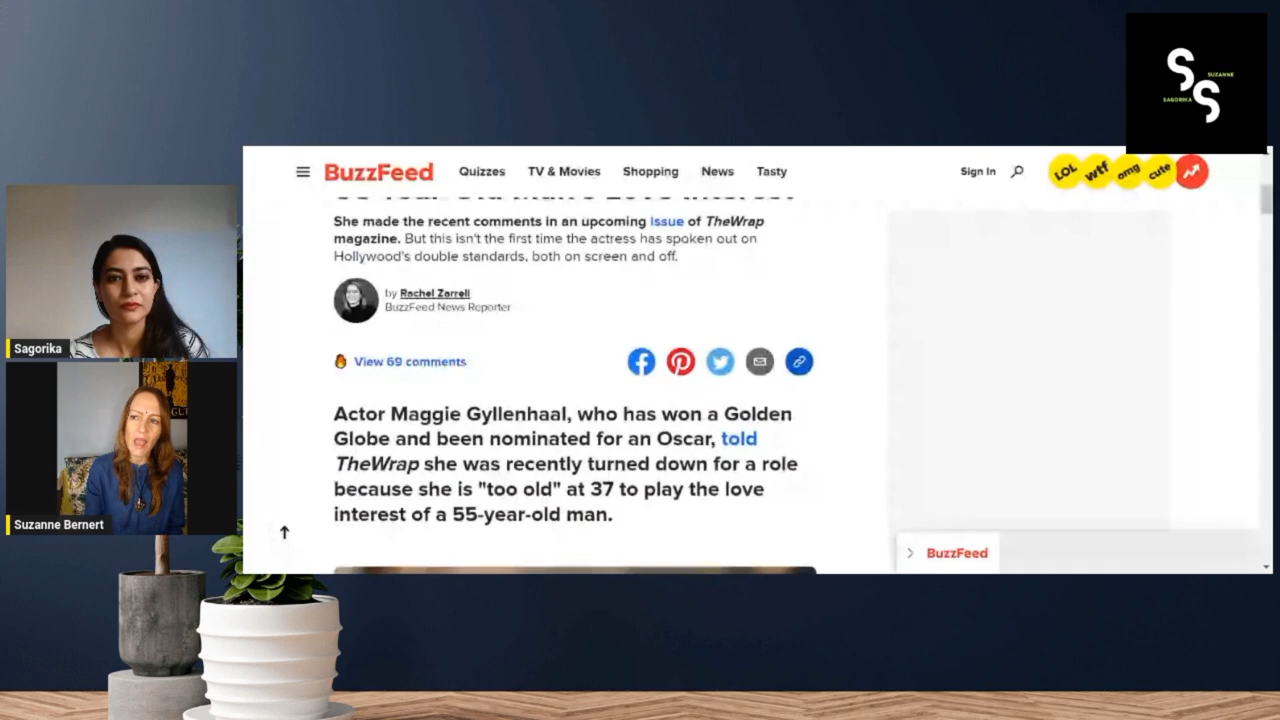 S
SUZANNE
SAGORIKA
S
BuzzFeed
Quizzes
TV & Movies
Shopping
News
Tasty
Sign In
LOL
wtf
omg
cute
She made the recent comments in an upcoming issue of TheWrap
magazine. But this isn't the first time the actress has spoken out on
Hollywood's double standards, both on screen and off.
by Rachel Zarrell
BuzzFeed News Reporter
View 69 comments
Actor Maggie Gyllenhaal, who has won a Golden
Globe and been nominated for an Oscar, told
TheWrap she was recently turned down for a role
because she is "too old" at 37 to play the love
interest of a 55-year-old man.
BuzzFeed
Sagorika
Suzanne Bernert